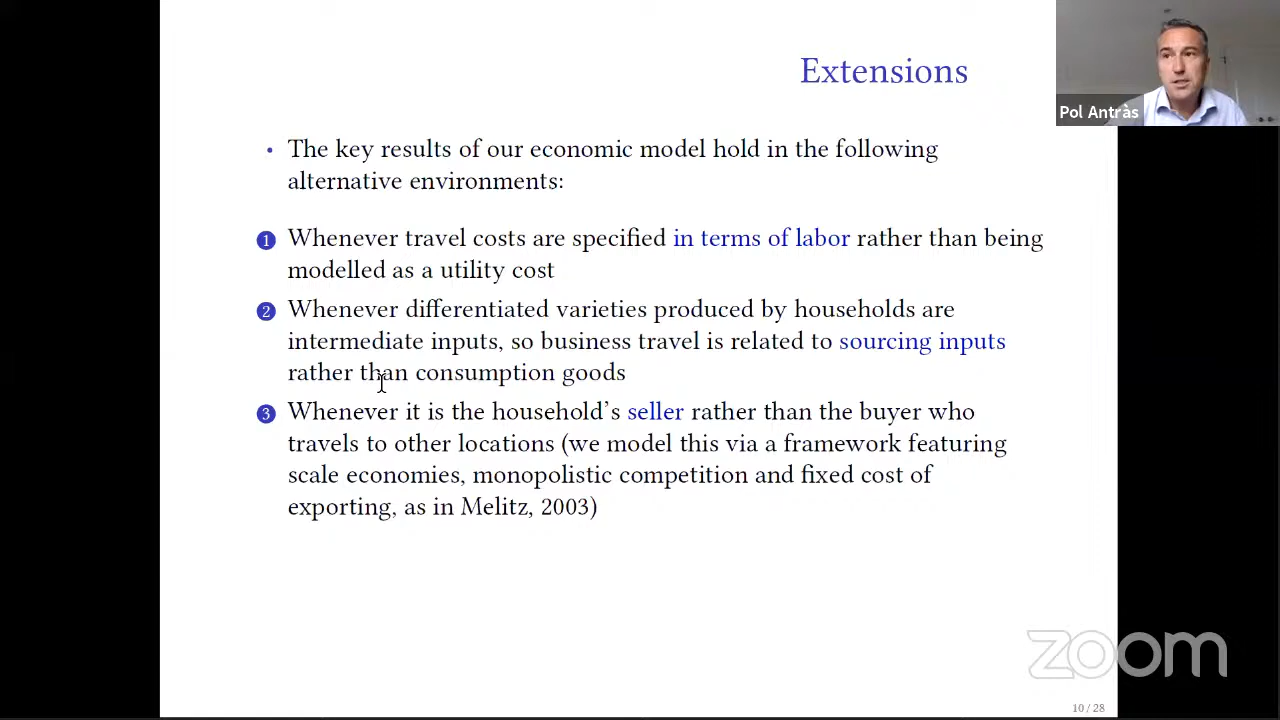 Extensions
Pol Antràs
• The key results of our economic model hold in the following
alternative environments:
1 Whenever travel costs are specified in terms of labor rather than being
modelled as a utility cost
2 Whenever differentiated varieties produced by households are
intermediate inputs, so business travel is related to sourcing inputs
rather than consumption goods
3 Whenever it is the household's seller rather than the buyer who
travels to other locations (we model this via a framework featuring
scale economies, monopolistic competition and fixed cost of
exporting, as in Melitz, 2003)
zoom
10 / 28